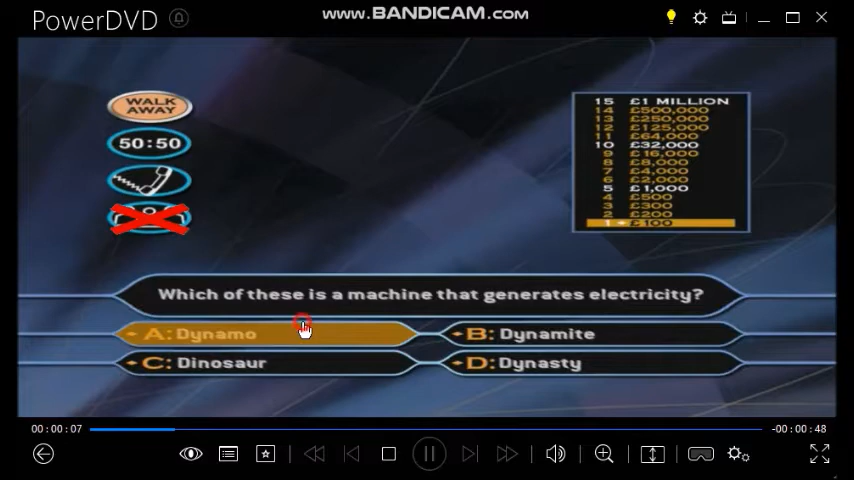 PowerDVD
www.BANDICAM.com
WALK
AWAY
50:50
15 £1 MILLION
14 £500,000
13 £250,000
12 £125,000
11 £64,000
10 £32,000
9 £16,000
8 £8,000
7 £4,000
6 £2,000
5 £1,000
4 £500
3 £300
2 £200
1 £100
Which of these is a machine that generates electricity?
A: Dynamo
B: Dynamite
C: Dinosaur
D: Dynasty
00:00:07
-00:00:48